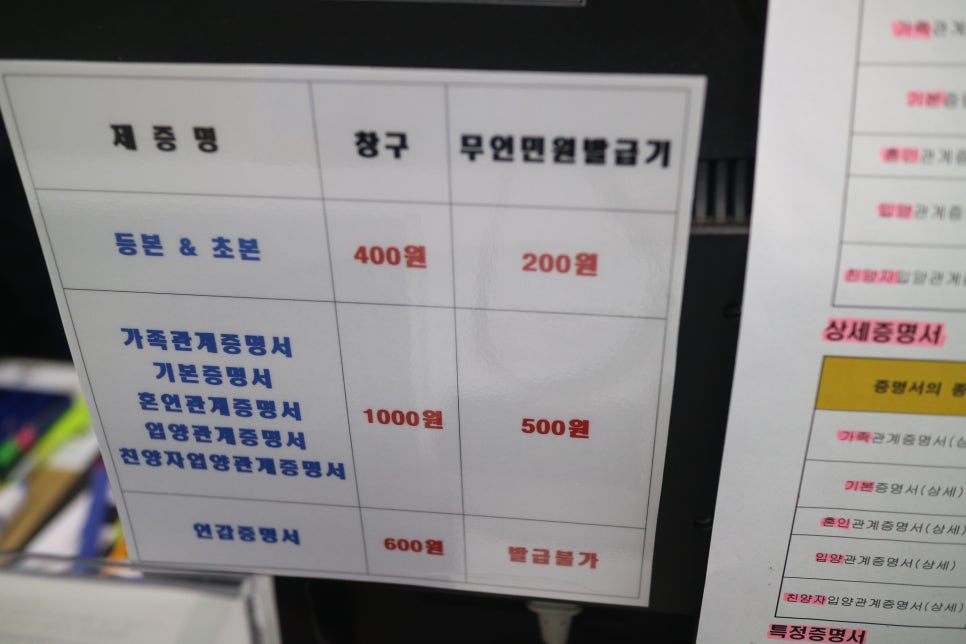 제 증 명 창구 무인민원발급기
등본 & 초본 400원 200원
가족관계증명서
기본증명서
혼인관계증명서
입양관계증명서
친양자입양관계증명서
1000원 500원
인감증명서 600원 발급불가
가족관계
기본증
혼인관계증
입양관계증
친양자입양관계
상세증명서
증명서의 종
가족관계증명서(상
기본증명서(상세)
혼인관계증명서(상세)
입양관계증명서(상세)
친양자입양관계증명서(상세)
특정증명서